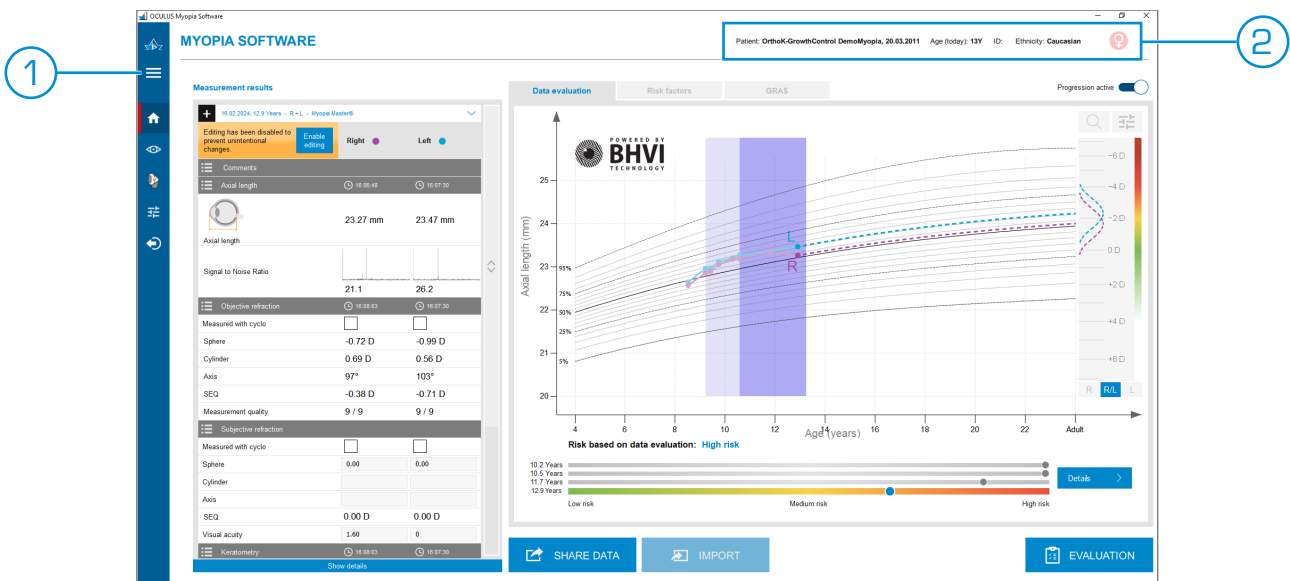 OCULUS Myopia Software
MYOPIA SOFTWARE
Patient: OrthoK-GrowthControl DemoMyopia, 20.03.2011 Age (today): 13Y ID: Ethnicity: Caucasian
1
2
Measurement results
Data evaluation Risk factors GRAS
Progression active
16.02.2024, 12.9 Years - R + L - Myopia Master®
Editing has been disabled to
prevent unintentional
changes.
Enable
editing
Right Left
Comments
Axial length 16:06:48 16:07:30
23.27 mm 23.47 mm
Axial length
Signal to Noise Ratio
21.1 26.2
Objective refraction 16:08:03 16:07:30
Measured with cyclo
Sphere -0.72 D -0.99 D
Cylinder 0.69 D 0.56 D
Axis 97° 103°
SEQ -0.38 D -0.71 D
Measurement quality 9 / 9 9 / 9
Subjective refraction
Measured with cyclo
Sphere 0.00 0.00
Cylinder
Axis
SEQ 0.00 D 0.00 D
Visual acuity 1.60 0
Keratometry 16:08:03 16:07:30
Show details
POWERED BY
BHVI
TECHNOLOGY
Axial length (mm)
25
24
23
22
21
20
95%
75%
50%
25%
5%
L
R
-6 D
-4 D
-2 D
0 D
+2 D
+4 D
+6 D
R R/L L
4 6 8 10 12 14 16 18 20 22 Adult
Age (years)
Risk based on data evaluation: High risk
10.2 Years
10.5 Years
11.7 Years
12.9 Years
Low risk Medium risk High risk
Details
SHARE DATA IMPORT EVALUATION